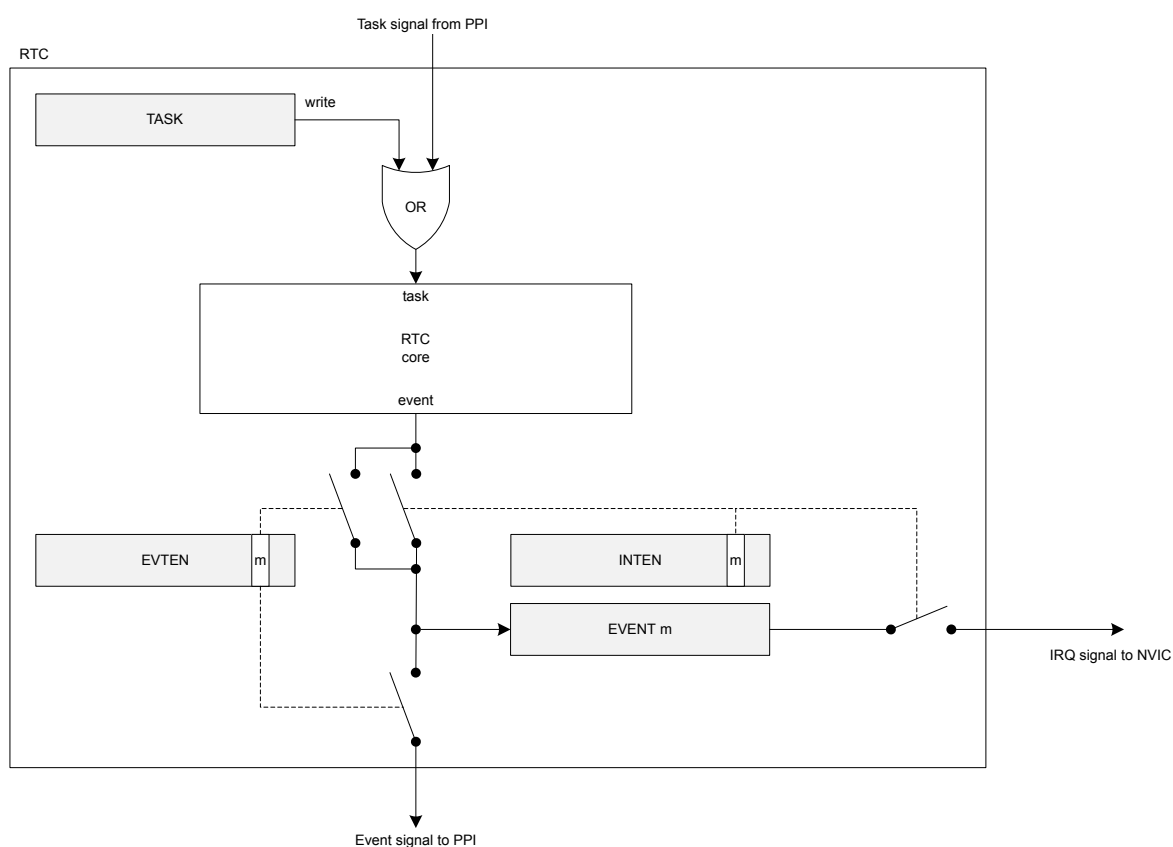 Task signal from PPI
RTC
write
TASK
OR
task
RTC
core
event
EVTEN
m
INTEN
m
EVENT m
IRQ signal to NVIC
Event signal to PPI